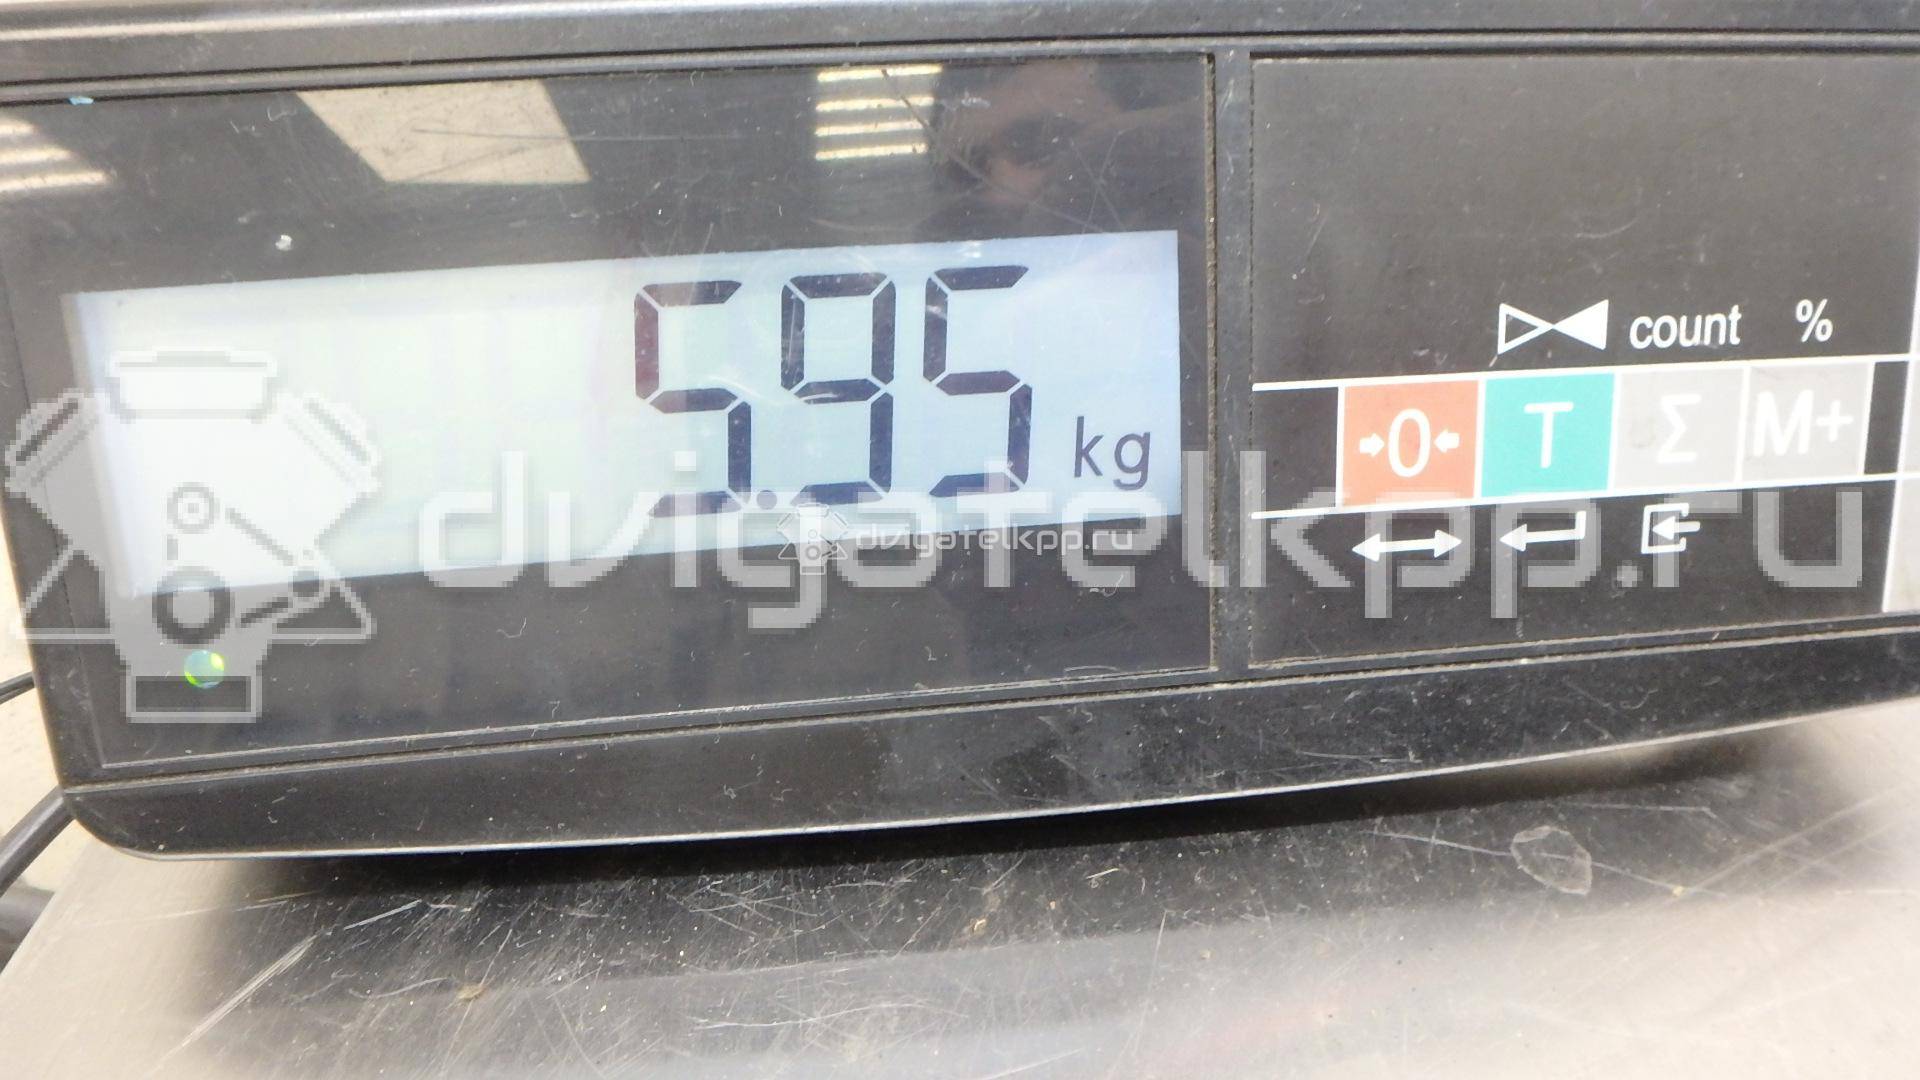 5.95 kg
count %
→0← T Σ M+
dvigatelkpp.ru
dvigatelkpp.ru